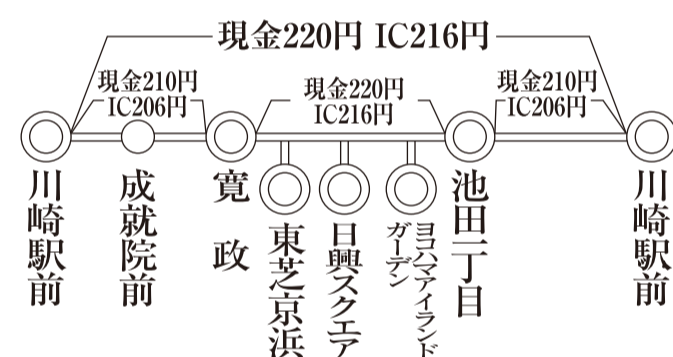 現金220円 IC216円
現金210円
IC206円
現金220円
IC216円
現金210円
IC206円
川崎駅前
成就院前
寛政
東芝京浜
日興スクエア
ヨコハマアイランド
ガーデン
池田一丁目
川崎駅前